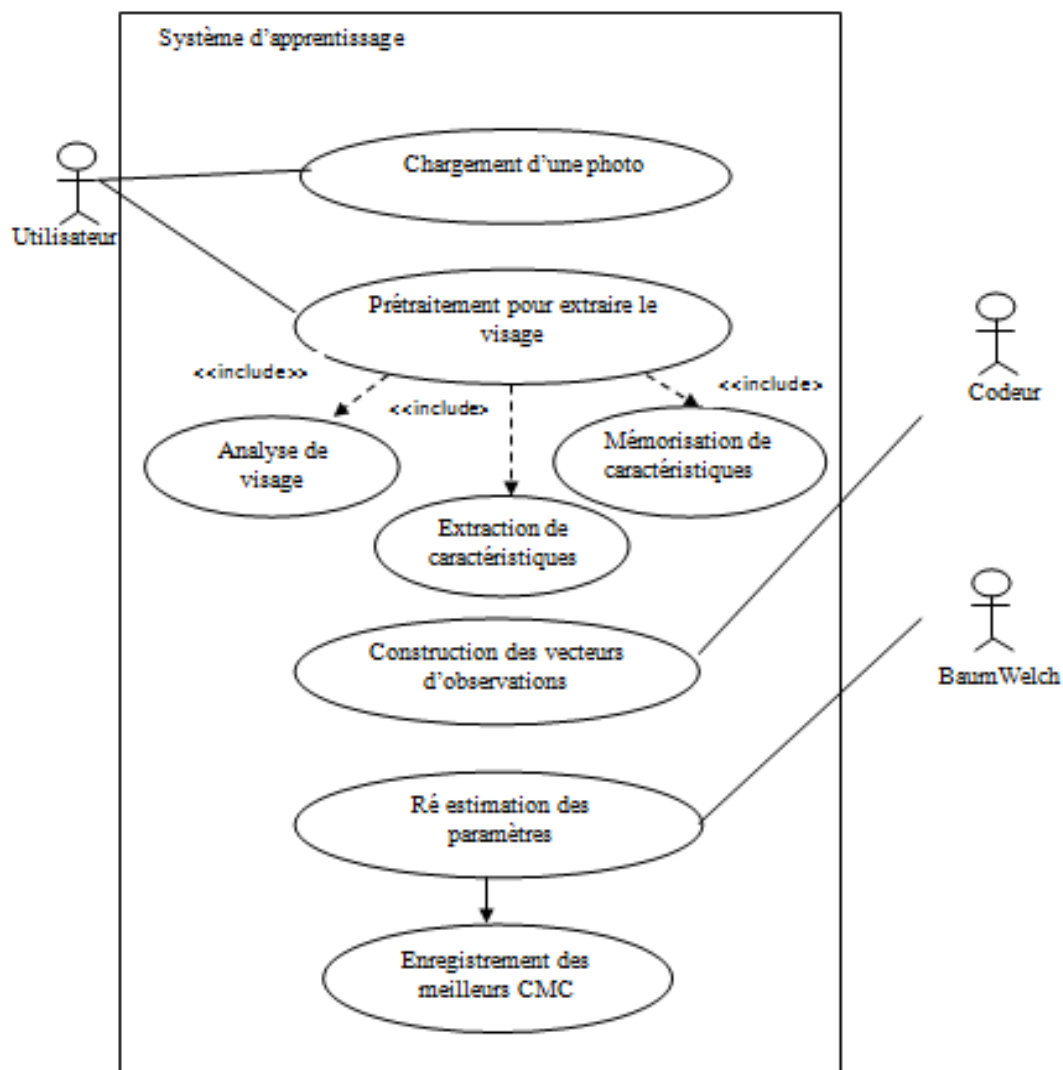 Système d'apprentissage
Chargement d'une photo
Utilisateur
Prétraitement pour extraire le
visage
<<include>>
<<include>
<<include>
Codeur
Analyse de
visage
Mémorisation de
caractéristiques
Extraction de
caractéristiques
Construction des vecteurs
d'observations
BaumWelch
Ré estimation des
paramètres
Enregistrement des
meilleurs CMC